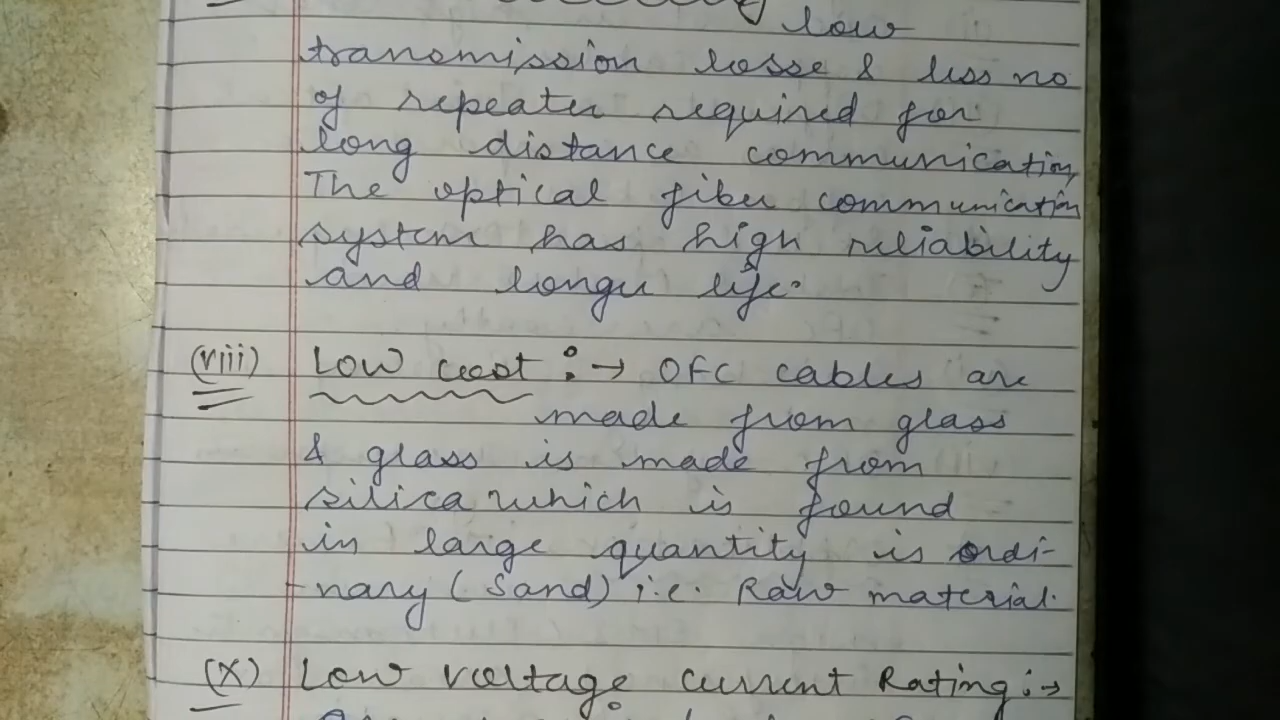 low
transmission losse & less no
of repeater required for
long distance communication
The optical fiber communication
system has high reliability
and longer life.
(viii) Low cost :→ OFC cables are
made from glass
& glass is made from
silica which is found
in large quantity is ordi-
-nary (Sand) i.e. Raw material.
(X) Low voltage current Rating :→